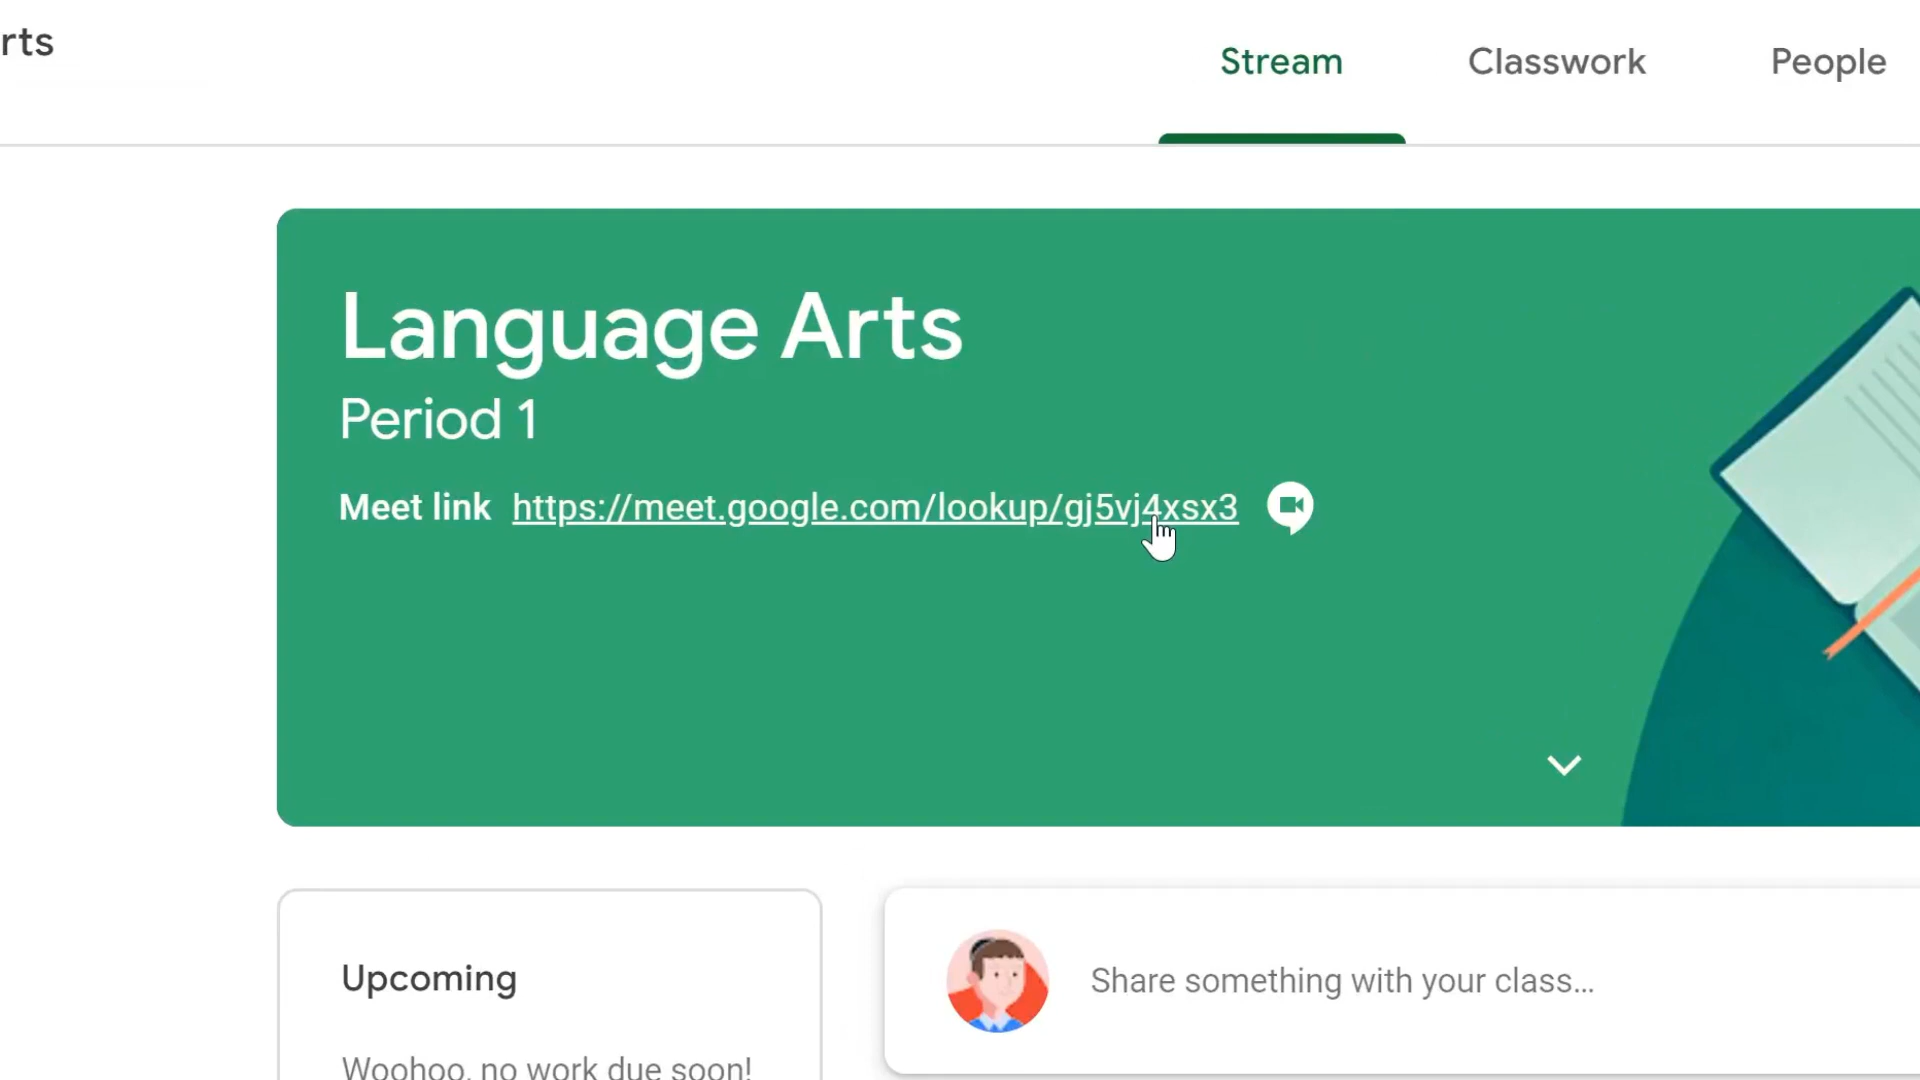 rts
Stream
Classwork
People
Language Arts
Period 1
Meet link https://meet.google.com/lookup/gj5vj4xsx3
Upcoming
Share something with your class...
Woohoo, no work due soon!